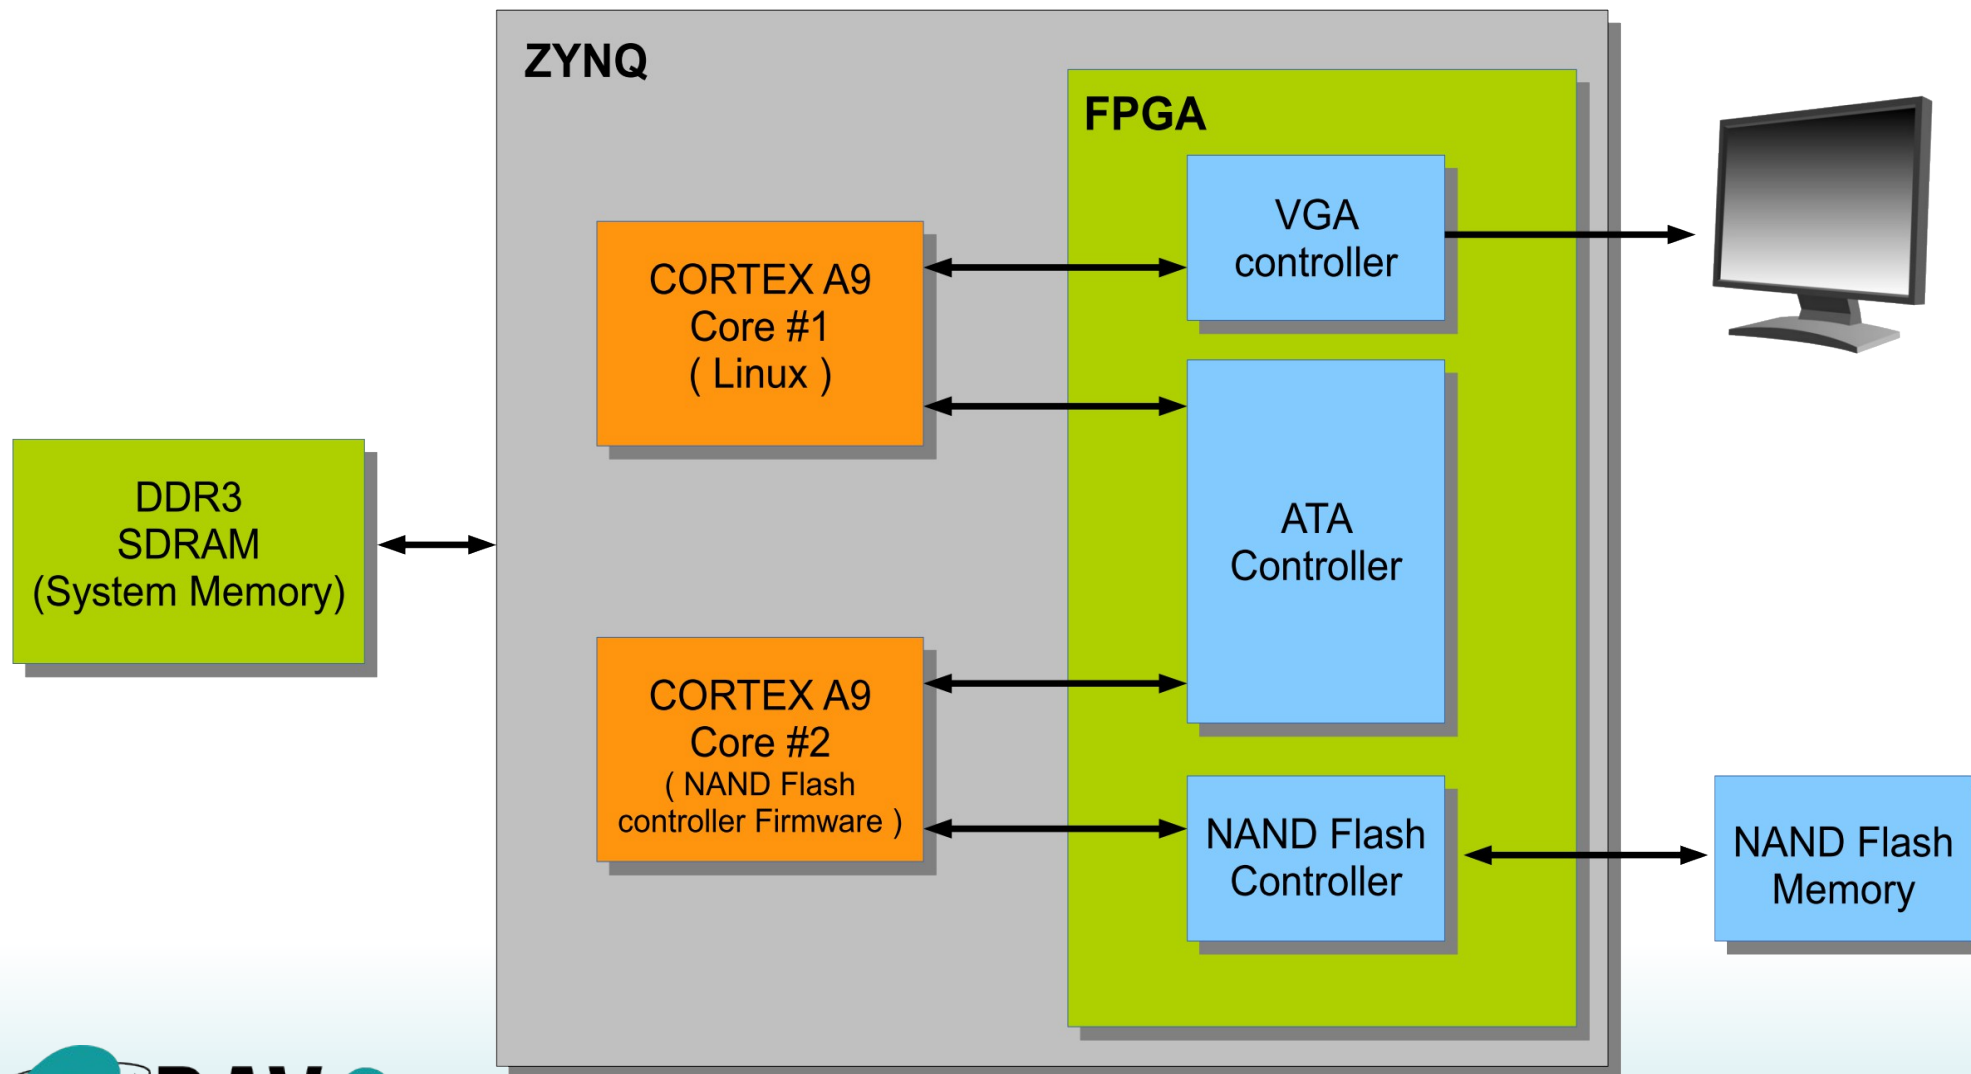 ZYNQ
FPGA
VGA
controller
CORTEX A9
Core #1
( Linux )
DDR3
SDRAM
(System Memory)
ATA
Controller
CORTEX A9
Core #2
( NAND Flash
controller Firmware )
NAND Flash
Controller
NAND Flash
Memory